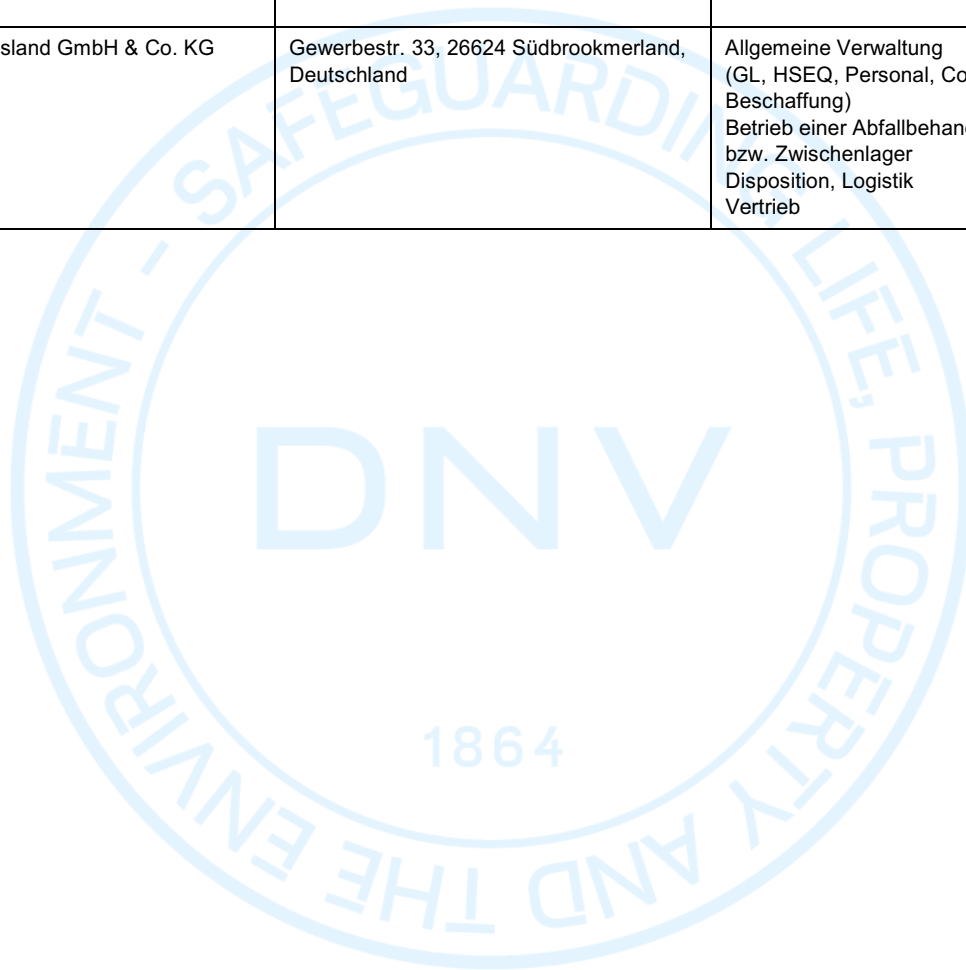 sland GmbH & Co. KG
Gewerbestr. 33, 26624 Südbrookmerland,
Deutschland
Allgemeine Verwaltung
(GL, HSEQ, Personal, Co
Beschaffung)
Betrieb einer Abfallbehand
bzw. Zwischenlager
Disposition, Logistik
Vertrieb
SAFEGUARDING LIFE, PROPERTY AND THE ENVIRONMENT -
DNV
1864